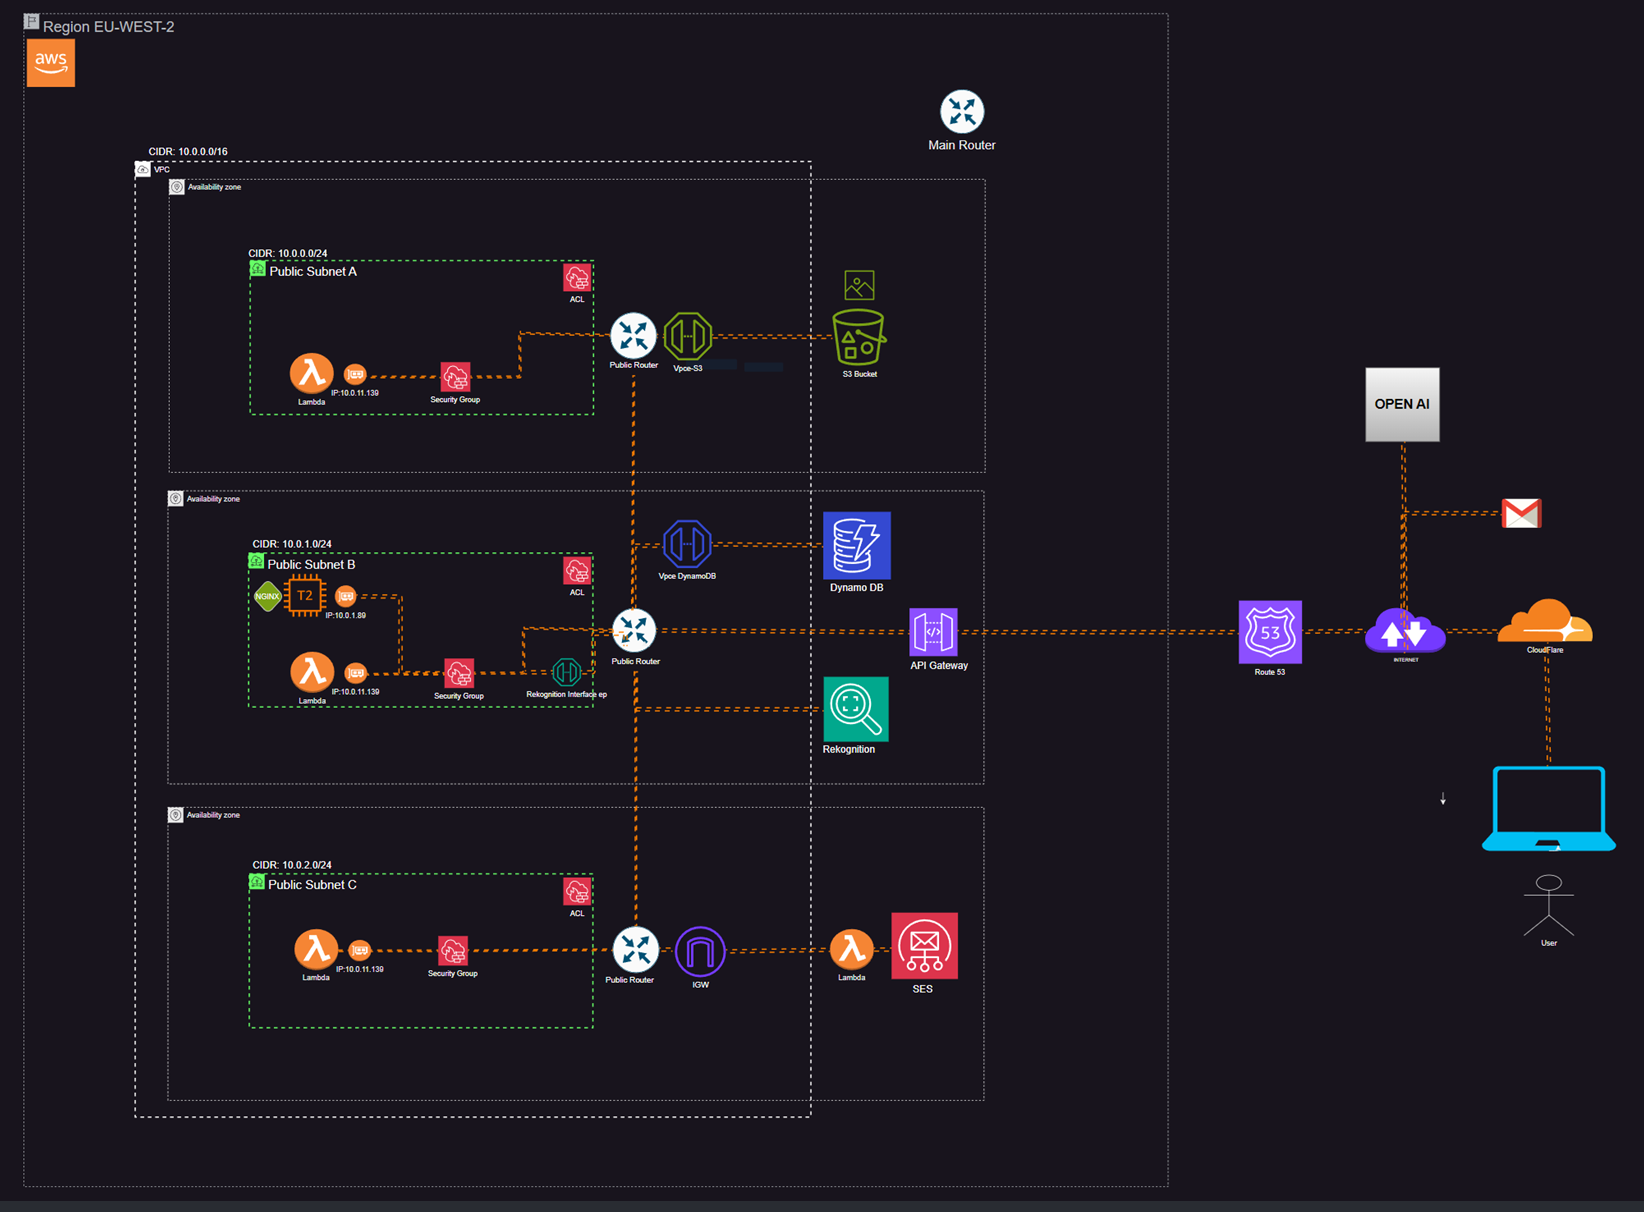 Region EU-WEST-2
aws
Main Router
CIDR: 10.0.0.0/16
VPC
Availability zone
CIDR: 10.0.0.0/24
Public Subnet A
ACL
Lambda
IP:10.0.11.139
Security Group
Public Router
Vpce-S3
S3 Bucket
Availability zone
CIDR: 10.0.1.0/24
Public Subnet B
ACL
NGINX
T2
IP:10.0.1.89
Lambda
IP:10.0.11.139
Security Group
Rekognition Interface ep
Public Router
Vpce DynamoDB
Dynamo DB
API Gateway
Rekognition
Availability zone
CIDR: 10.0.2.0/24
Public Subnet C
ACL
Lambda
IP:10.0.11.139
Security Group
Public Router
IGW
Lambda
SES
OPEN AI
53
Route 53
INTERNET
CloudFlare
User